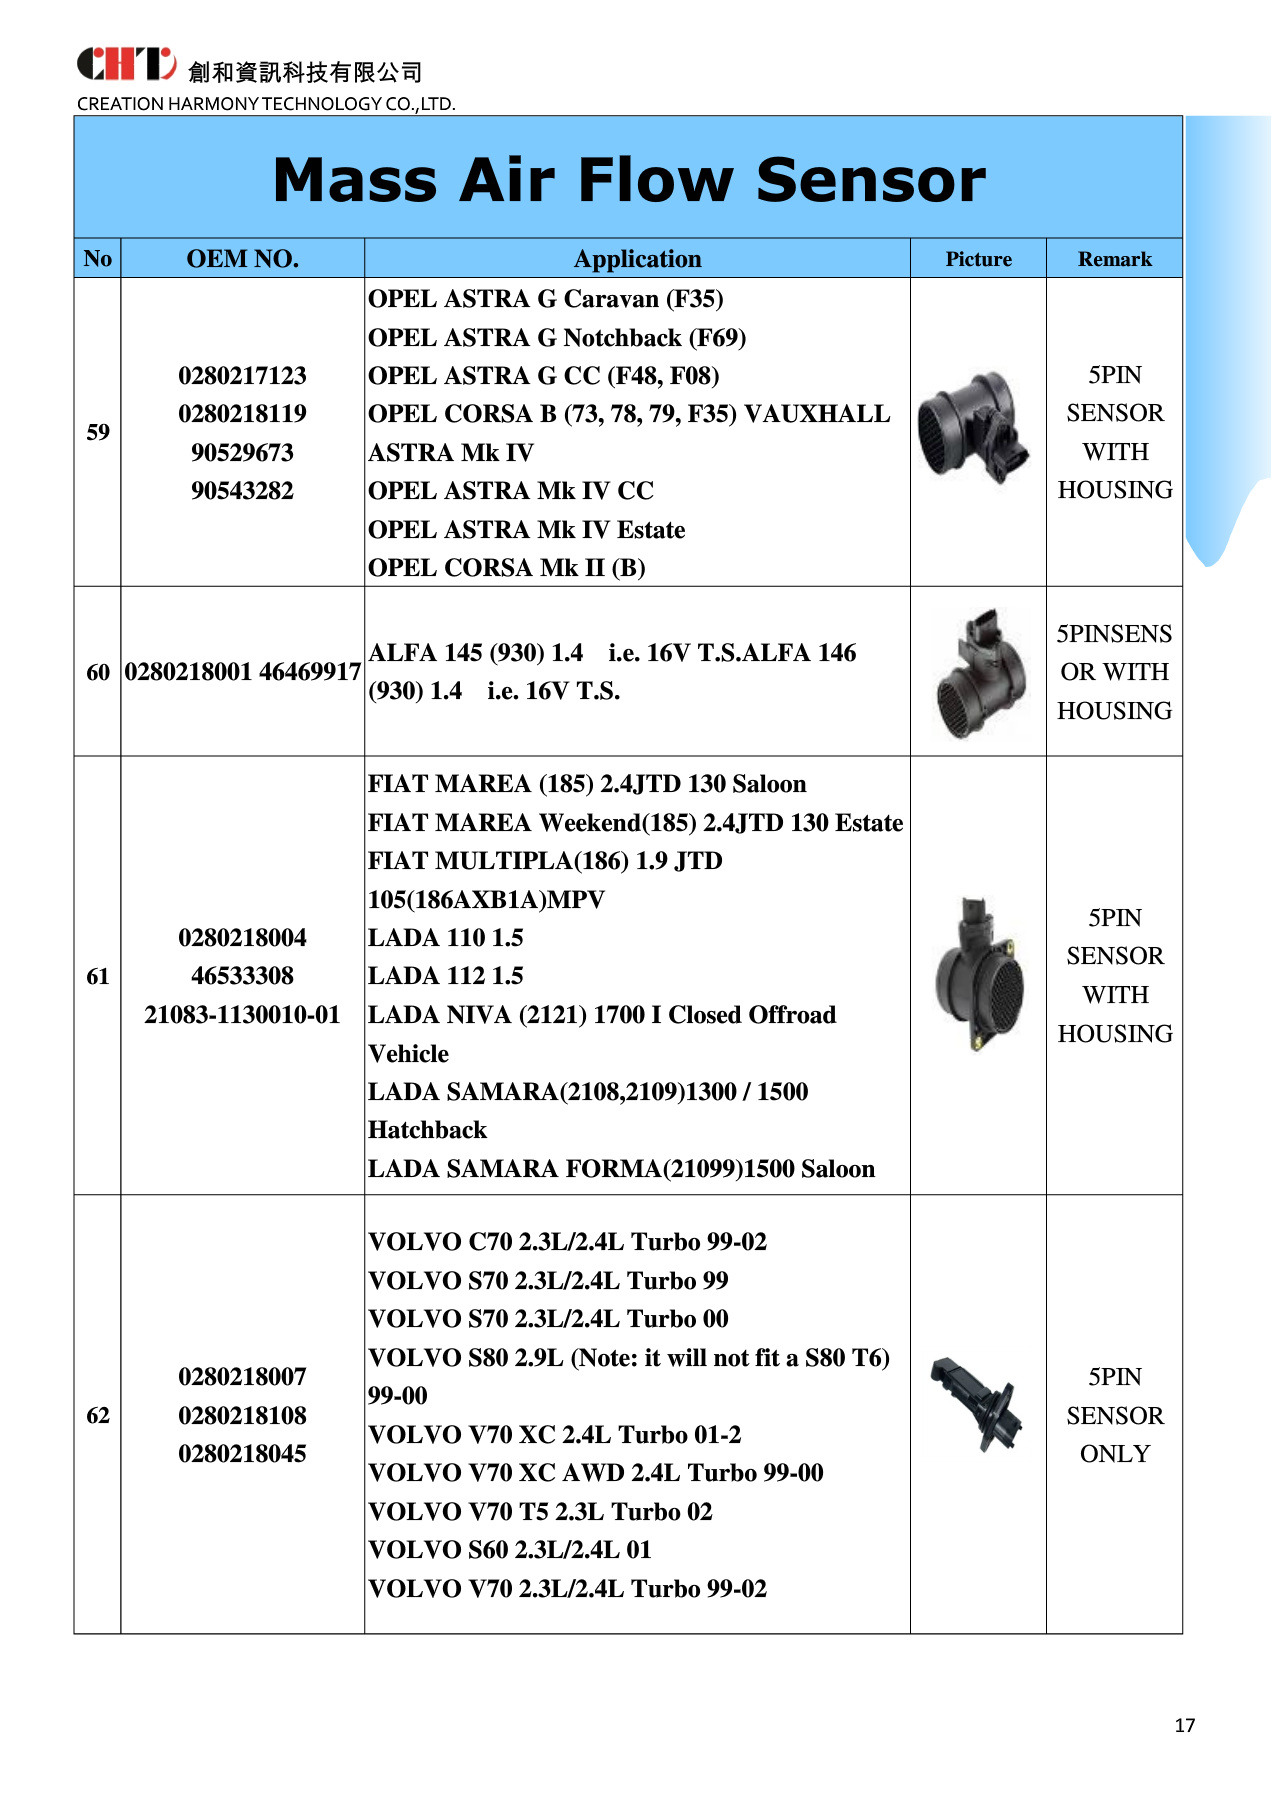 CHT
創和資訊科技有限公司
CREATION HARMONY TECHNOLOGY CO.,LTD.
Mass Air Flow Sensor
No OEM NO. Application Picture Remark
59
0280217123
0280218119
90529673
90543282
OPEL ASTRA G Caravan (F35)
OPEL ASTRA G Notchback (F69)
OPEL ASTRA G CC (F48, F08)
OPEL CORSA B (73, 78, 79, F35) VAUXHALL
ASTRA Mk IV
OPEL ASTRA Mk IV CC
OPEL ASTRA Mk IV Estate
OPEL CORSA Mk II (B)
5PIN
SENSOR
WITH
HOUSING
60
0280218001 46469917
ALFA 145 (930) 1.4 i.e. 16V T.S.ALFA 146
(930) 1.4 i.e. 16V T.S.
5PINSENS
OR WITH
HOUSING
61
0280218004
46533308
21083-1130010-01
FIAT MAREA (185) 2.4JTD 130 Saloon
FIAT MAREA Weekend(185) 2.4JTD 130 Estate
FIAT MULTIPLA(186) 1.9 JTD
105(186AXB1A)MPV
LADA 110 1.5
LADA 112 1.5
LADA NIVA (2121) 1700 I Closed Offroad
Vehicle
LADA SAMARA(2108,2109)1300 / 1500
Hatchback
LADA SAMARA FORMA(21099)1500 Saloon
5PIN
SENSOR
WITH
HOUSING
62
0280218007
0280218108
0280218045
VOLVO C70 2.3L/2.4L Turbo 99-02
VOLVO S70 2.3L/2.4L Turbo 99
VOLVO S70 2.3L/2.4L Turbo 00
VOLVO S80 2.9L (Note: it will not fit a S80 T6)
99-00
VOLVO V70 XC 2.4L Turbo 01-2
VOLVO V70 XC AWD 2.4L Turbo 99-00
VOLVO V70 T5 2.3L Turbo 02
VOLVO S60 2.3L/2.4L 01
VOLVO V70 2.3L/2.4L Turbo 99-02
5PIN
SENSOR
ONLY
17